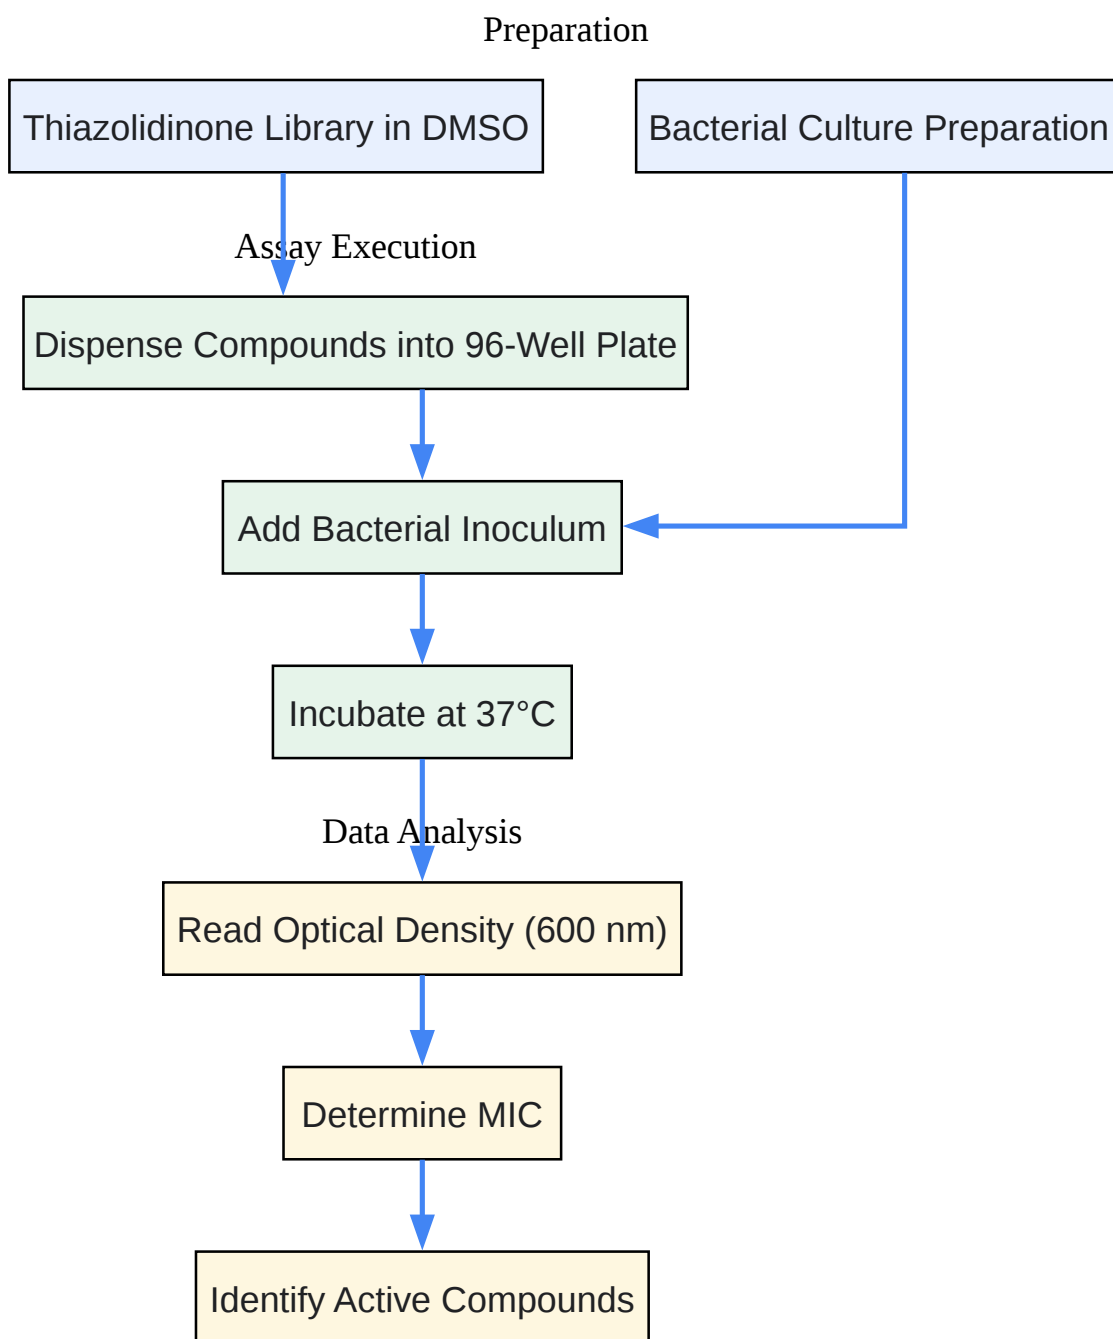 Preparation
Thiazolidinone Library in DMSO
Bacterial Culture Preparation
Assay Execution
Dispense Compounds into 96-Well Plate
Add Bacterial Inoculum
Incubate at 37°C
Data Analysis
Read Optical Density (600 nm)
Determine MIC
Identify Active Compounds